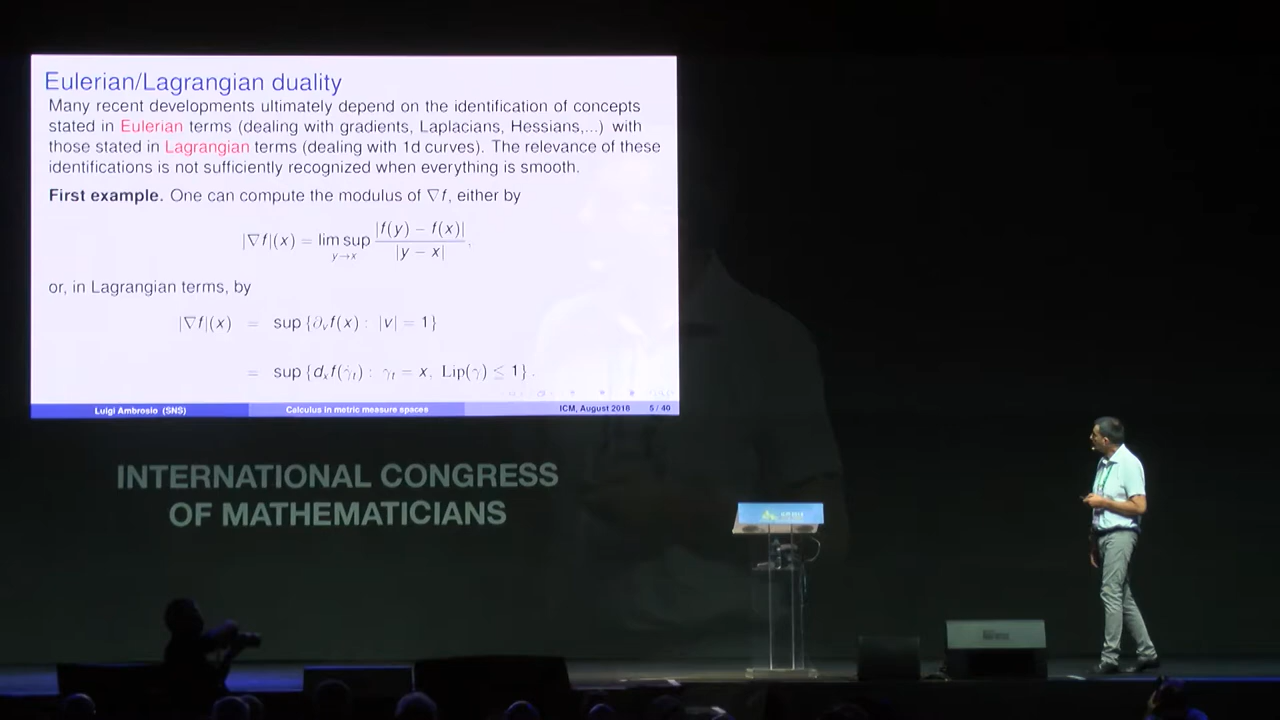 Eulerian/Lagrangian duality
Many recent developments ultimately depend on the identification of concepts
stated in Eulerian terms (dealing with gradients, Laplacians, Hessians,...) with
those stated in Lagrangian terms (dealing with 1d curves). The relevance of these
identifications is not sufficiently recognized when everything is smooth.
First example. One can compute the modulus of ∇f, either by
|∇f|(x) = lim sup_{y→x} |f(y) − f(x)| / |y − x|,
or, in Lagrangian terms, by
|∇f|(x) = sup {∂_v f(x) : |v| = 1}
= sup {d_x f(γ̇_t) : γ_t = x, Lip(γ) ≤ 1} .
Luigi Ambrosio (SNS) Calculus in metric measure spaces ICM, August 2018 5 / 40
INTERNATIONAL CONGRESS
OF MATHEMATICIANS